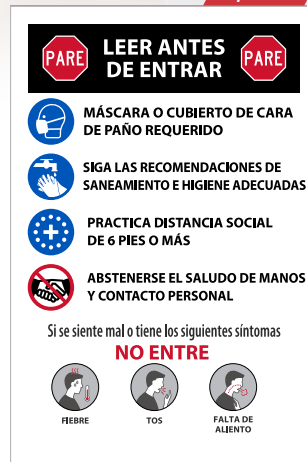 PARE
LEER ANTES
DE ENTRAR
PARE
MÁSCARA O CUBIERTO DE CARA
DE PAÑO REQUERIDO
SIGA LAS RECOMENDACIONES DE
SANEAMIENTO E HIGIENE ADECUADAS
PRACTICA DISTANCIA SOCIAL
DE 6 PIES O MÁS
ABSTENERSE EL SALUDO DE MANOS
Y CONTACTO PERSONAL
Si se siente mal o tiene los siguientes síntomas
NO ENTRE
FIEBRE
TOS
FALTA DE
ALIENTO